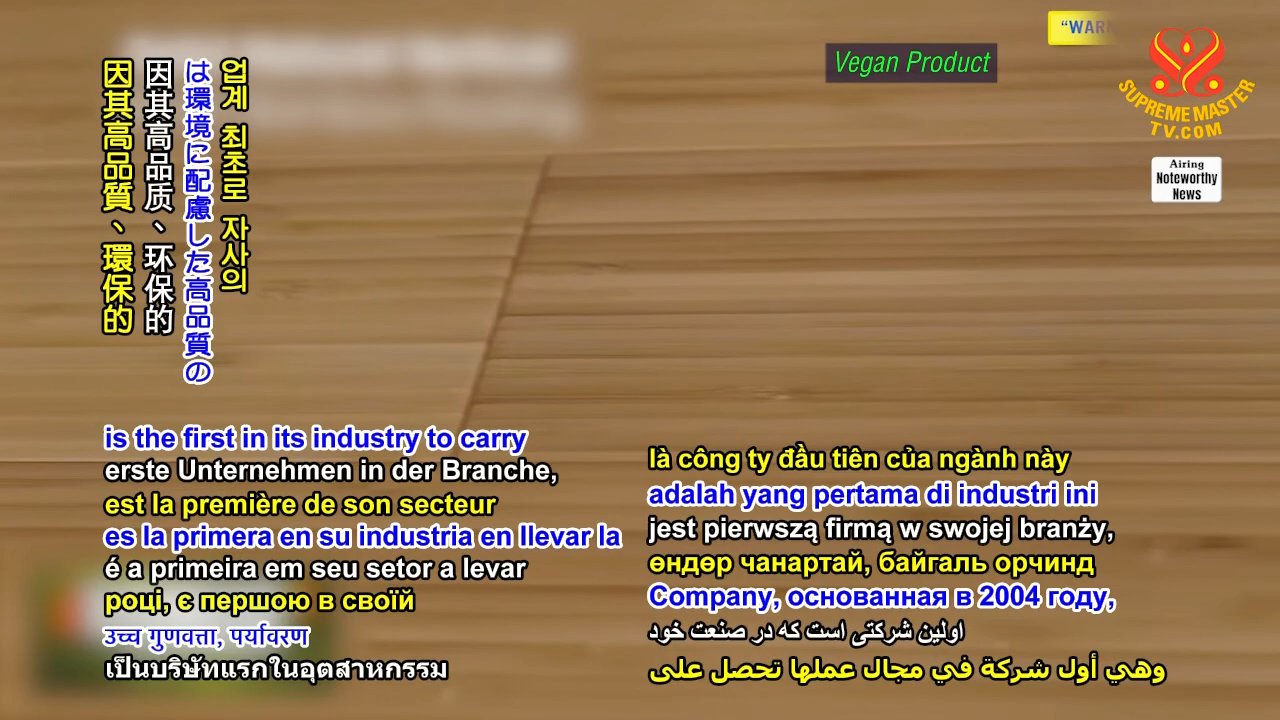 "WAR
Vegan Product
SUPREME MASTER
TV.COM
Airing
Noteworthy
News
업계 최초로 자사의
は環境に配慮した高品質の
因其高品质、环保的
因其高品質、環保的
is the first in its industry to carry
erste Unternehmen in der Branche,
est la première de son secteur
es la primera en su industria en llevar la
é a primeira em seu setor a levar
році, є першою в своїй
उच्च गुणवत्ता, पर्यावरण
เป็นบริษัทแรกในอุตสาหกรรม
là công ty đầu tiên của ngành này
adalah yang pertama di industri ini
jest pierwszą firmą w swojej branży,
өндөр чанартай, байгаль орчинд
Company, основанная в 2004 году,
اولین شرکتی است که در صنعت خود
وهي أول شركة في مجال عملها تحصل على